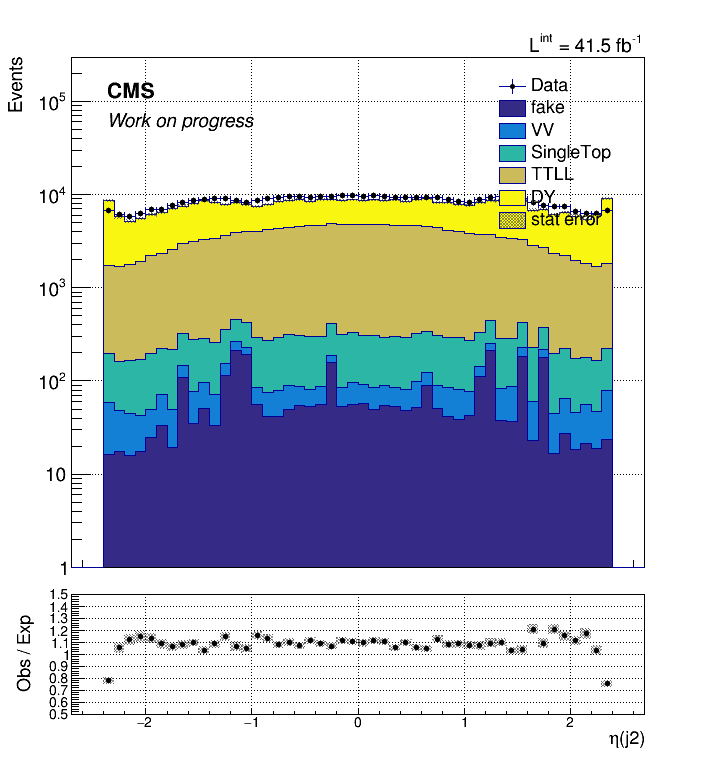 L^int = 41.5 fb^-1
Events
CMS
Work on progress
Data
fake
VV
SingleTop
TTLL
DY
stat error
10^5
10^4
10^3
10^2
10
1
Obs / Exp
1.5
1.4
1.3
1.2
1.1
1
0.9
0.8
0.7
0.6
0.5
−2 −1 0 1 2
η(j2)